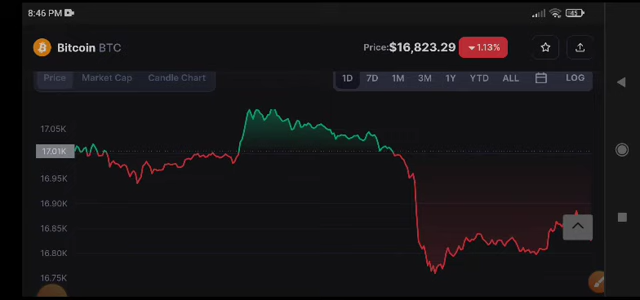 8:46 PM
43
Bitcoin BTC
Price: $16,823.29 1.13%
Price Market Cap Candle Chart
1D 7D 1M 3M 1Y YTD ALL LOG
17.05K
17.01K
16.95K
16.90K
16.85K
16.80K
16.75K